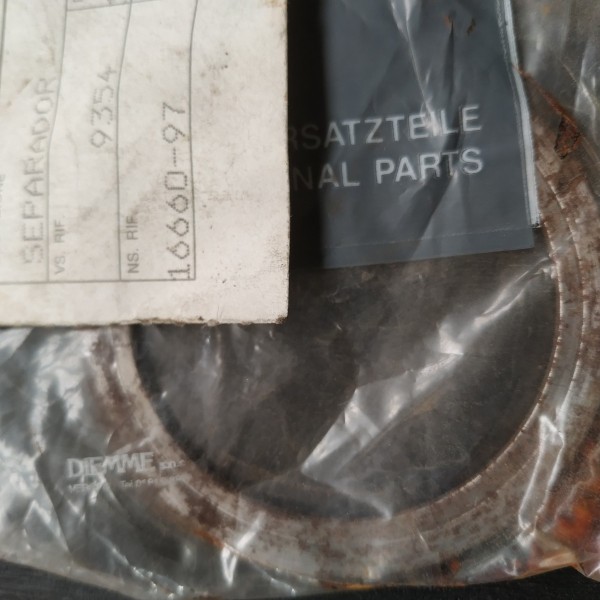 SEPARADOR
VS. RIF.
9354
NS. RIF.
16660-97
RSATZTEILE
NAL PARTS
DIEMME